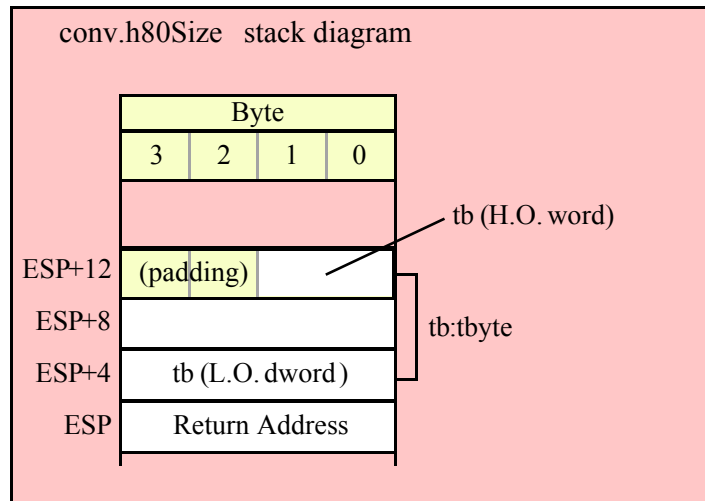 conv.h80Size stack diagram
Byte
3 2 1 0
tb (H.O. word)
ESP+12 (padding)
ESP+8
tb:tbyte
ESP+4 tb (L.O. dword)
ESP Return Address